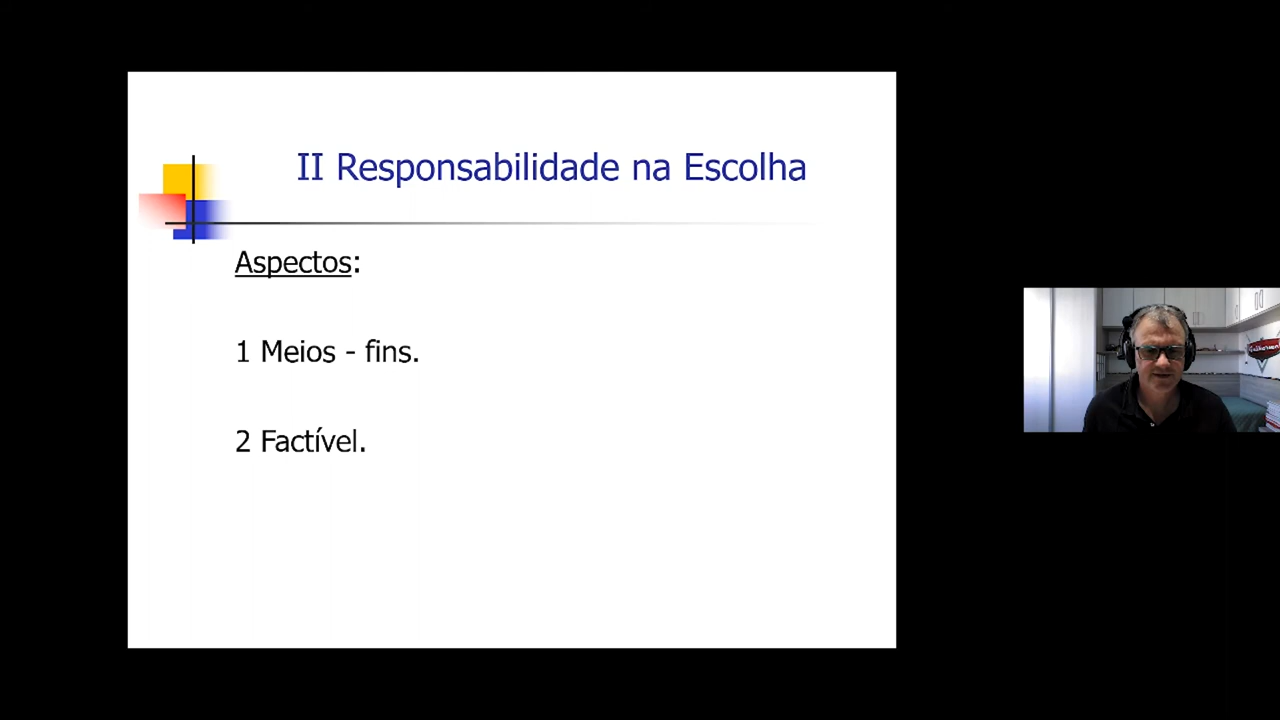 II Responsabilidade na Escolha
Aspectos:
1 Meios - fins.
2 Factível.